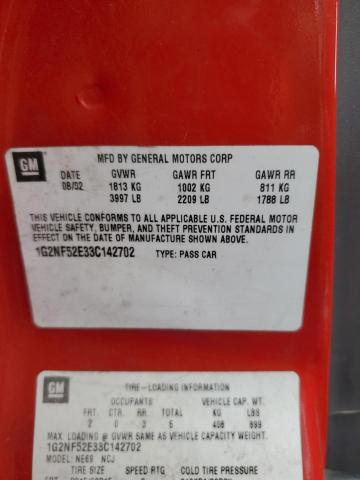 GM
MFD BY GENERAL MOTORS CORP
DATE GVWR GAWR FRT GAWR RR
08/02 1813 KG 1002 KG 811 KG
3997 LB 2209 LB 1788 LB
THIS VEHICLE CONFORMS TO ALL APPLICABLE U.S. FEDERAL MOTOR
VEHICLE SAFETY, BUMPER, AND THEFT PREVENTION STANDARDS IN
EFFECT ON THE DATE OF MANUFACTURE SHOWN ABOVE.
1G2NF52E33C142702 TYPE: PASS CAR
GM
TIRE-LOADING INFORMATION
OCCUPANTS VEHICLE CAP. WT.
FRT. CTR. RR. TOTAL KG LBS
2 0 3 5 408 899
MAX. LOADING @ GVWR SAME AS VEHICLE CAPACITY WEIGHT.
1G2NF52E33C142702
MODEL: NE69 NCJ
TIRE SIZE SPEED RTG COLD TIRE PRESSURE